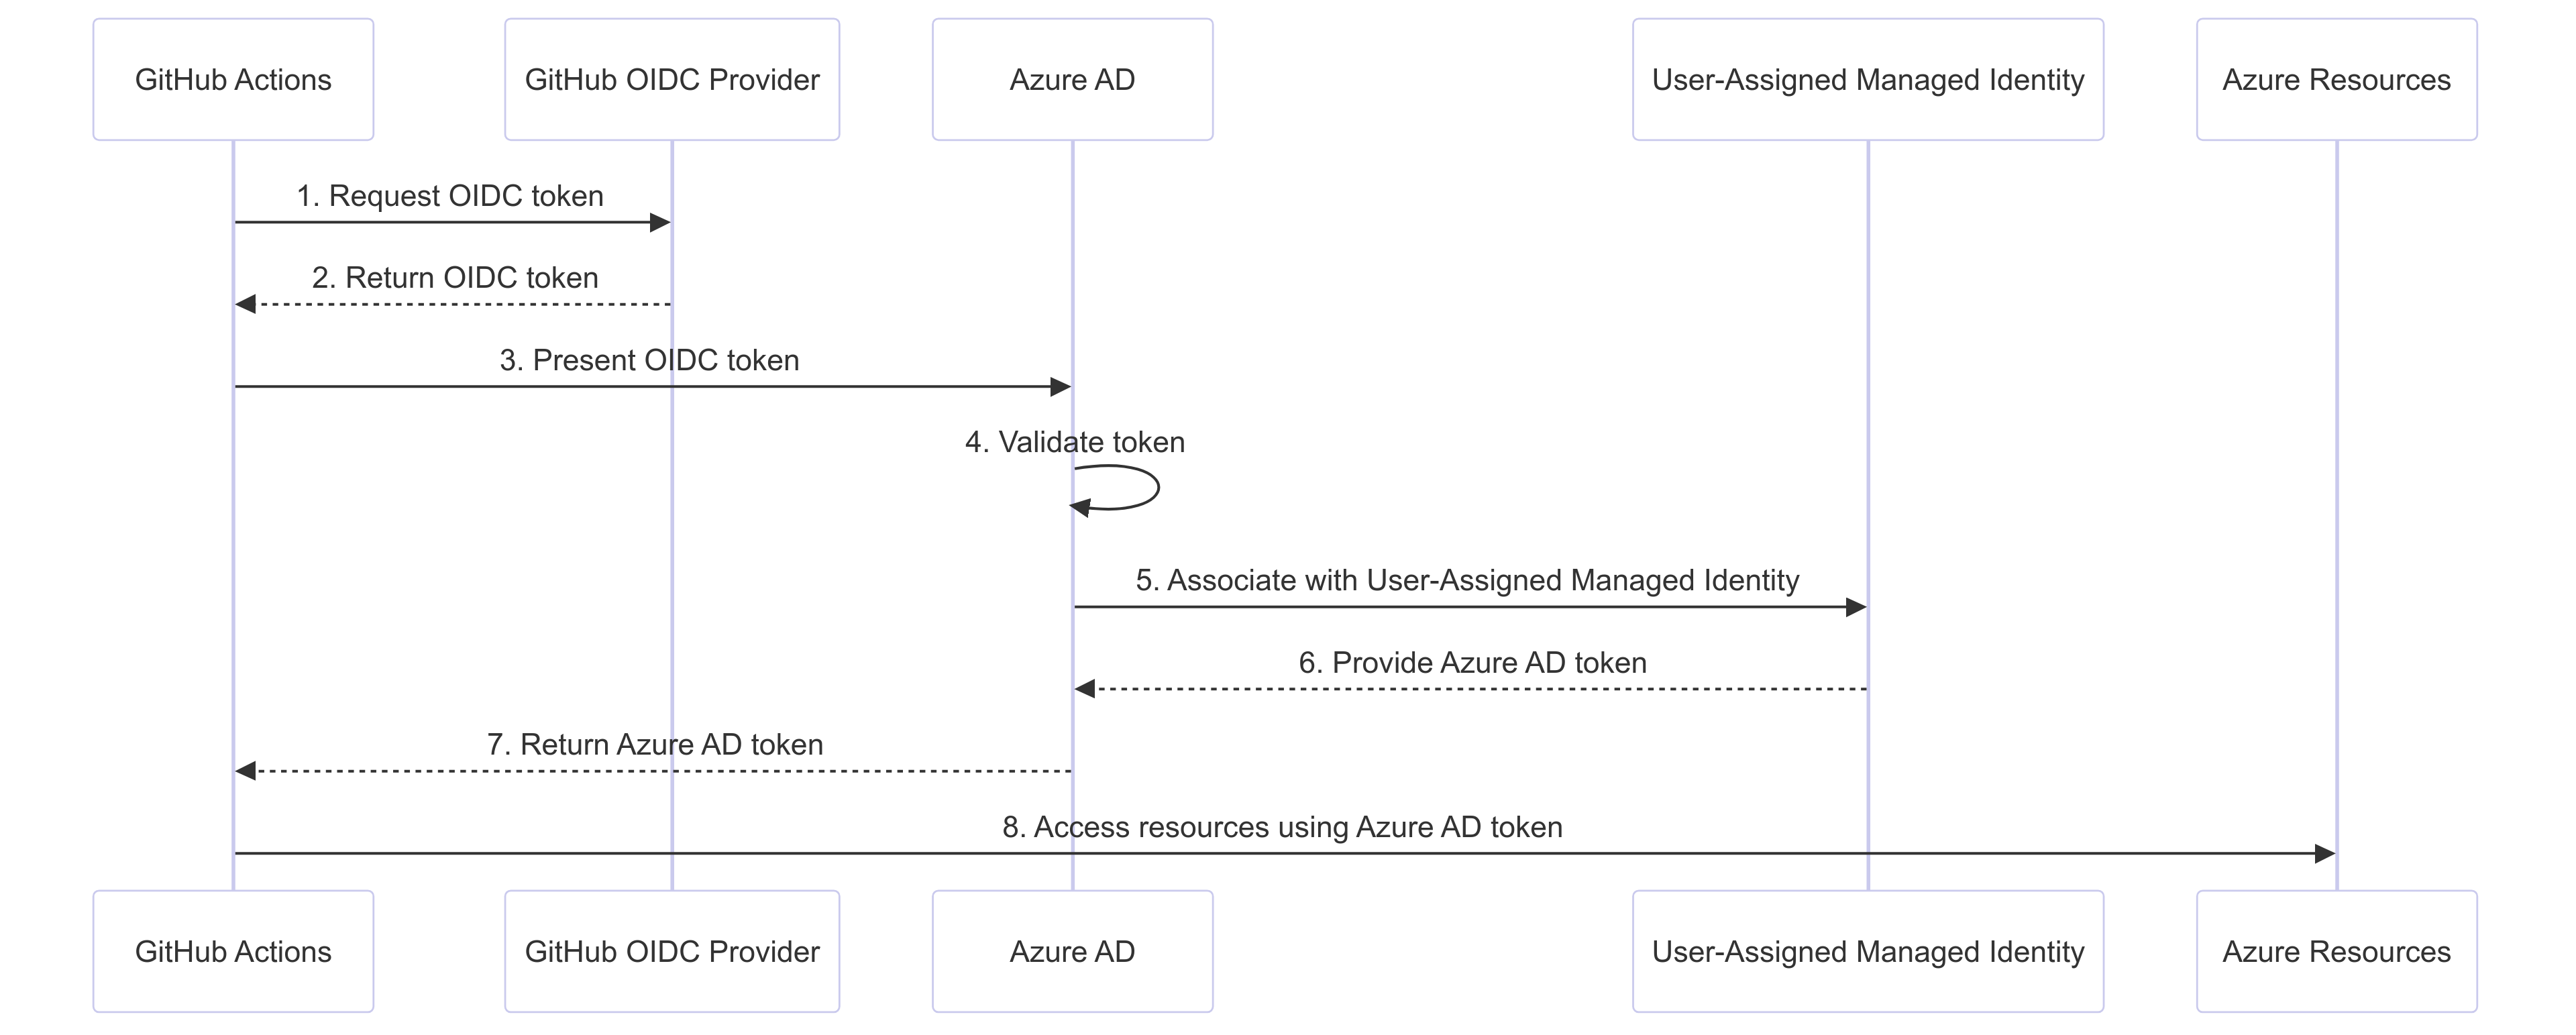 GitHub Actions
GitHub OIDC Provider
Azure AD
User-Assigned Managed Identity
Azure Resources
1. Request OIDC token
2. Return OIDC token
3. Present OIDC token
4. Validate token
5. Associate with User-Assigned Managed Identity
6. Provide Azure AD token
7. Return Azure AD token
8. Access resources using Azure AD token
GitHub Actions
GitHub OIDC Provider
Azure AD
User-Assigned Managed Identity
Azure Resources